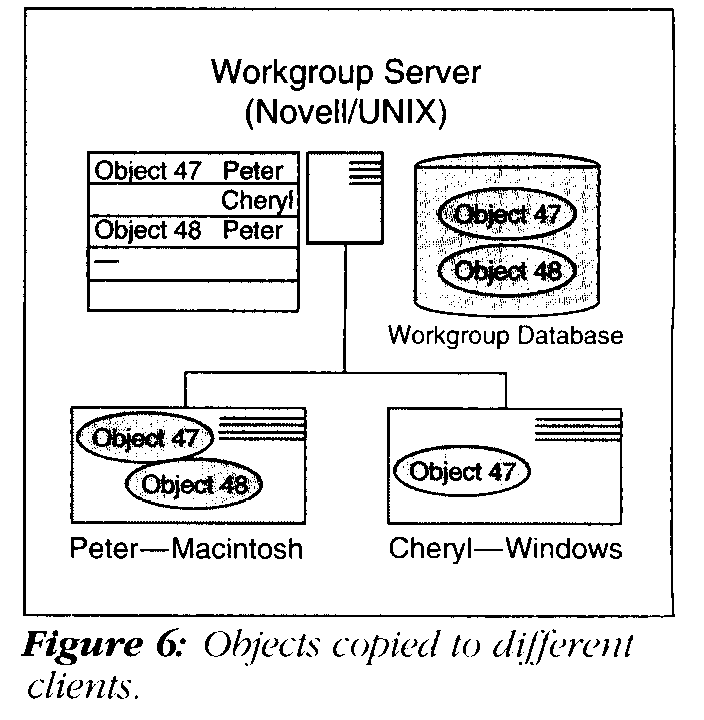 Workgroup Server
(Novell/UNIX)
Object 47 Peter
Cheryl
Object 48 Peter
—
Object 47
Object 48
Workgroup Database
Object 47
Object 48
Peter—Macintosh
Object 47
Cheryl—Windows
Figure 6: Objects copied to different
clients.